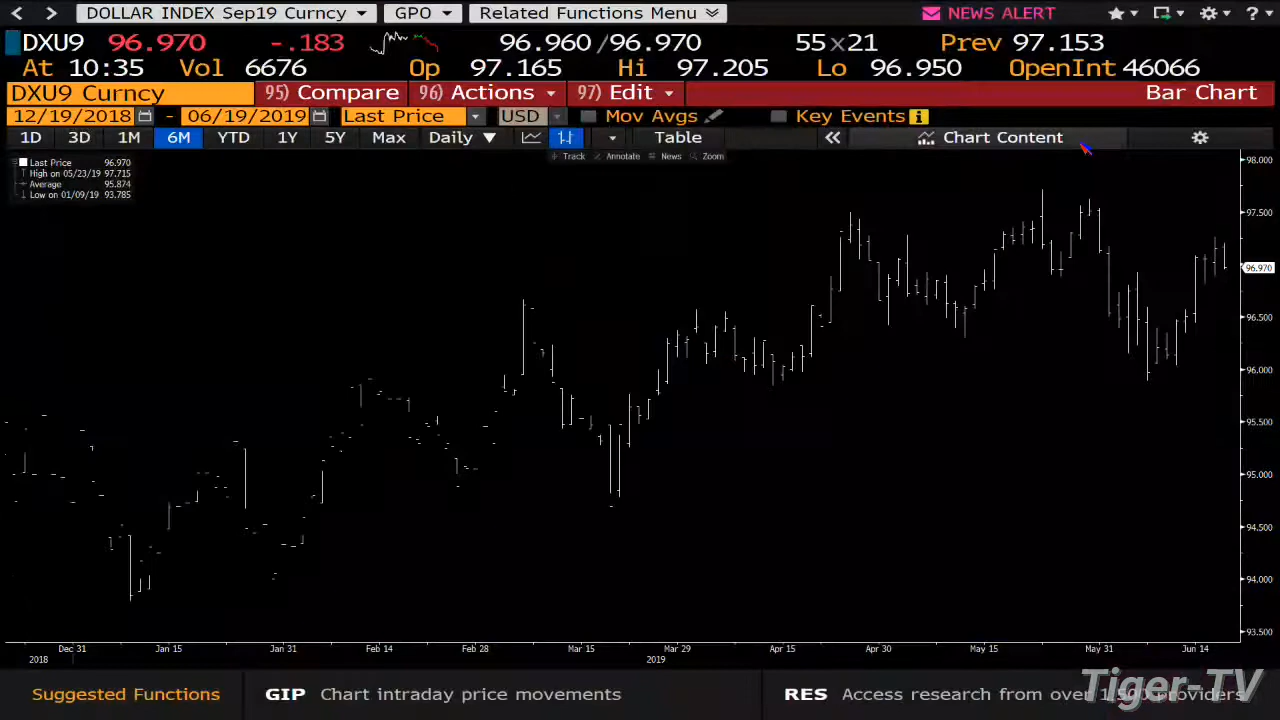 DOLLAR INDEX Sep19 Curncy GPO Related Functions Menu NEWS ALERT ?
DXU9 96.970 -.183 96.960/96.970 55x21 Prev 97.153
At 10:35 Vol 6676 Op 97.165 Hi 97.205 Lo 96.950 OpenInt 46066
DXU9 Curncy 95) Compare 96) Actions 97) Edit Bar Chart
12/19/2018 - 06/19/2019 Last Price USD Mov Avgs Key Events i
1D 3D 1M 6M YTD 1Y 5Y Max Daily Table Chart Content
Track Annotate News Zoom
Last Price 96.970
High on 05/23/19 97.715
Average 95.874
Low on 01/09/19 93.785
98.000
97.500
96.970
96.500
96.000
95.500
95.000
94.500
94.000
93.500
Dec 31 Jan 15 Jan 31 Feb 14 Feb 28 Mar 15 Mar 29 Apr 15 Apr 30 May 15 May 31 Jun 14
2018 2019
Suggested Functions GIP Chart intraday price movements RES Access research from over 1,500 providers
Tiger-TV